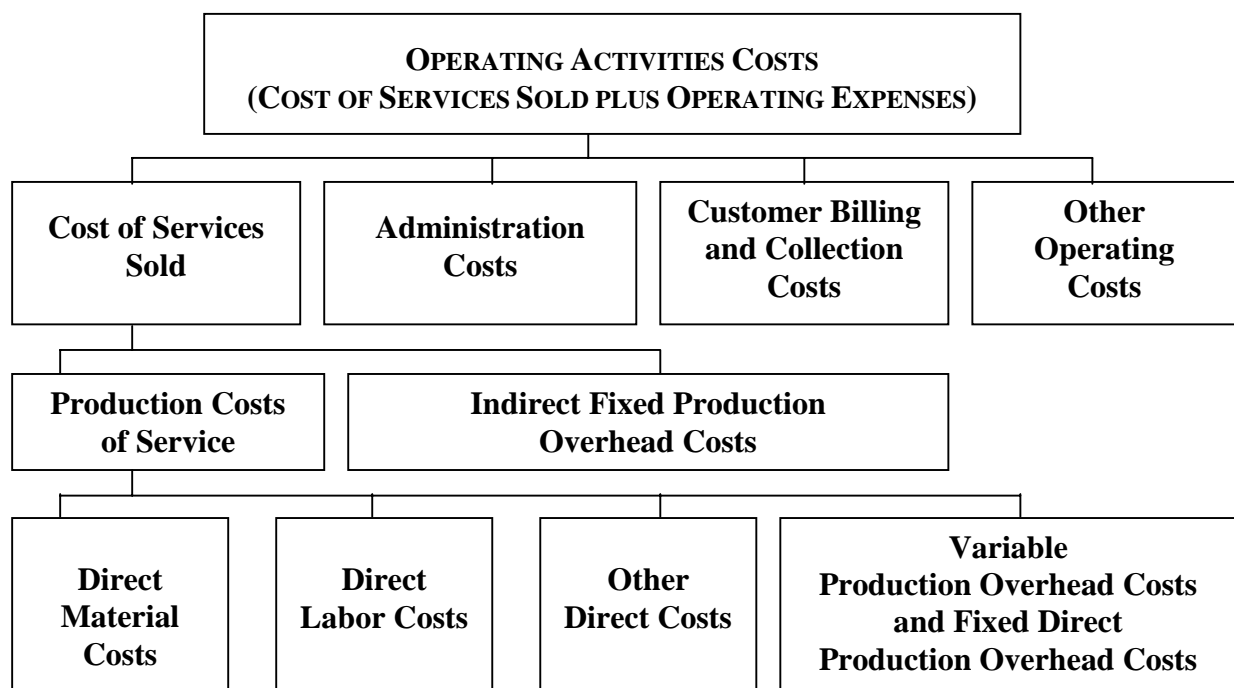 OPERATING ACTIVITIES COSTS
(COST OF SERVICES SOLD PLUS OPERATING EXPENSES)
Cost of Services
Sold
Administration
Costs
Customer Billing
and Collection
Costs
Other
Operating
Costs
Production Costs
of Service
Indirect Fixed Production
Overhead Costs
Direct
Material
Costs
Direct
Labor Costs
Other
Direct Costs
Variable
Production Overhead Costs
and Fixed Direct
Production Overhead Costs